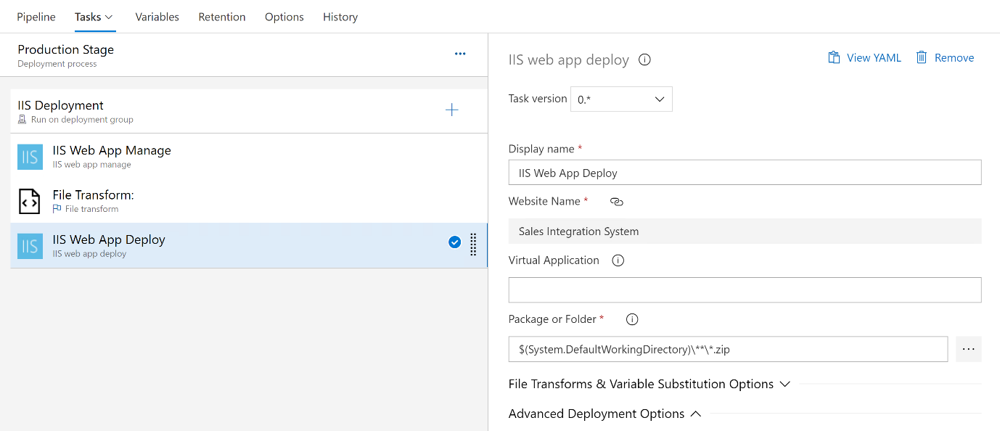 Pipeline Tasks Variables Retention Options History
Production Stage
Deployment process
IIS Deployment
Run on deployment group
IIS
IIS Web App Manage
IIS web app manage
File Transform:
File transform
IIS
IIS Web App Deploy
IIS web app deploy
IIS web app deploy
View YAML Remove
Task version 0.*
Display name *
IIS Web App Deploy
Website Name *
Sales Integration System
Virtual Application
Package or Folder *
$(System.DefaultWorkingDirectory)\**\*.zip
File Transforms & Variable Substitution Options
Advanced Deployment Options